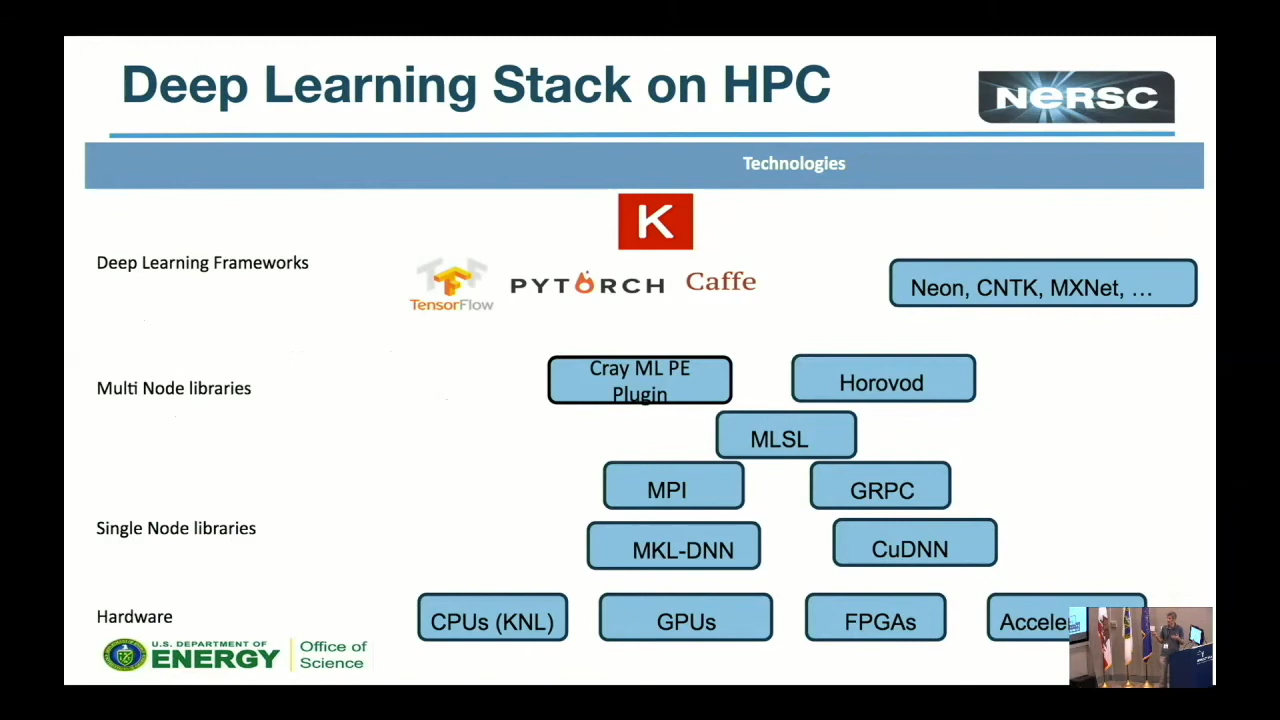 Deep Learning Stack on HPC
NERSC
Technologies
K
Deep Learning Frameworks
TensorFlow
PYTORCH
Caffe
Neon, CNTK, MXNet, …
Multi Node libraries
Cray ML PE
Plugin
Horovod
MLSL
MPI
GRPC
Single Node libraries
MKL-DNN
CuDNN
Hardware
CPUs (KNL)
GPUs
FPGAs
U.S. DEPARTMENT OF
ENERGY
Office of
Science